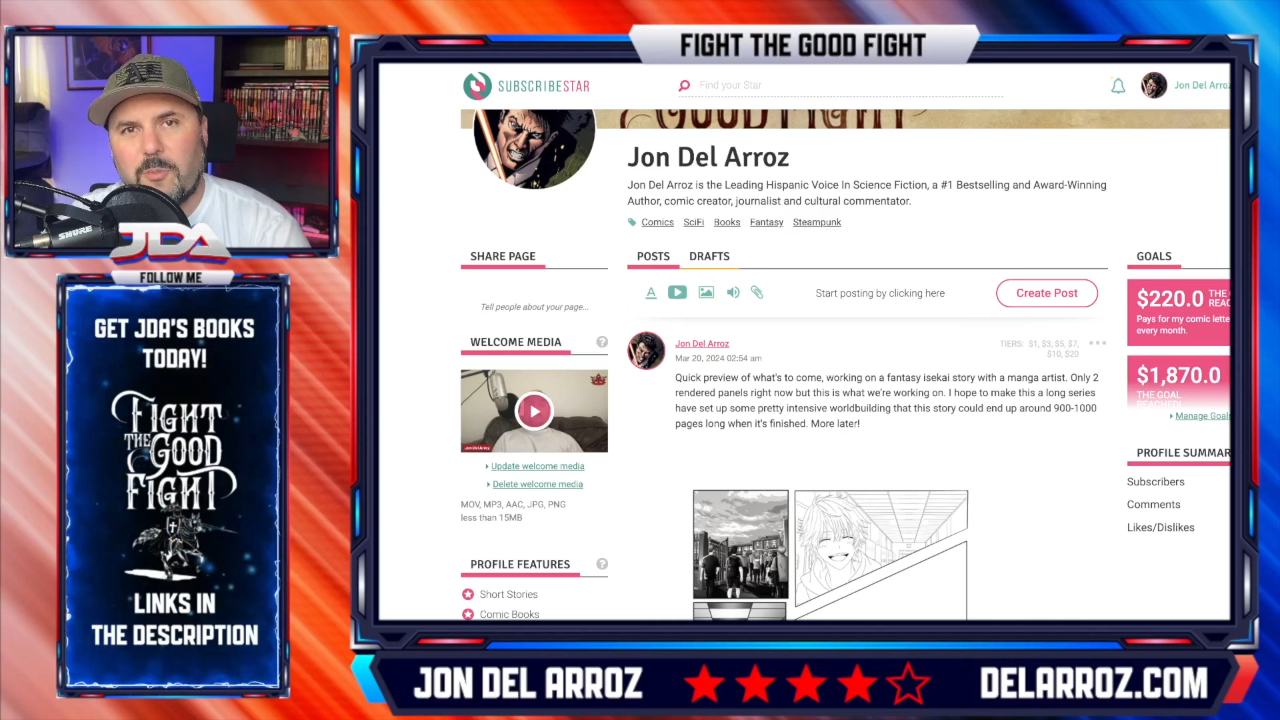 FIGHT THE GOOD FIGHT
SHURE
JDA
FOLLOW ME
GET JDA'S BOOKS
TODAY!
FIGHT
THE GOOD
FIGHT
LINKS IN
THE DESCRIPTION
SUBSCRIBESTAR
Find your Star
Jon Del Arroz
GOOD FIGHT
Jon Del Arroz
Jon Del Arroz is the Leading Hispanic Voice In Science Fiction, a #1 Bestselling and Award-Winning
Author, comic creator, journalist and cultural commentator.
Comics SciFi Books Fantasy Steampunk
SHARE PAGE
Tell people about your page...
WELCOME MEDIA
Update welcome media
Delete welcome media
MOV, MP3, AAC, JPG, PNG
less than 15MB
PROFILE FEATURES
Short Stories
Comic Books
POSTS DRAFTS
Start posting by clicking here
Create Post
Jon Del Arroz
Mar 20, 2024 02:54 am
TIERS: $1, $3, $5, $7,
$10, $20
Quick preview of what's to come, working on a fantasy isekai story with a manga artist. Only 2
rendered panels right now but this is what we're working on. I hope to make this a long series
have set up some pretty intensive worldbuilding that this story could end up around 900-1000
pages long when it's finished. More later!
GOALS
$220.0 THE
REAC
Pays for my comic lette
every month.
$1,870.0
THE GOAL
REACHED!
Manage Goals
PROFILE SUMMAR
Subscribers
Comments
Likes/Dislikes
JON DEL ARROZ
DELARROZ.COM